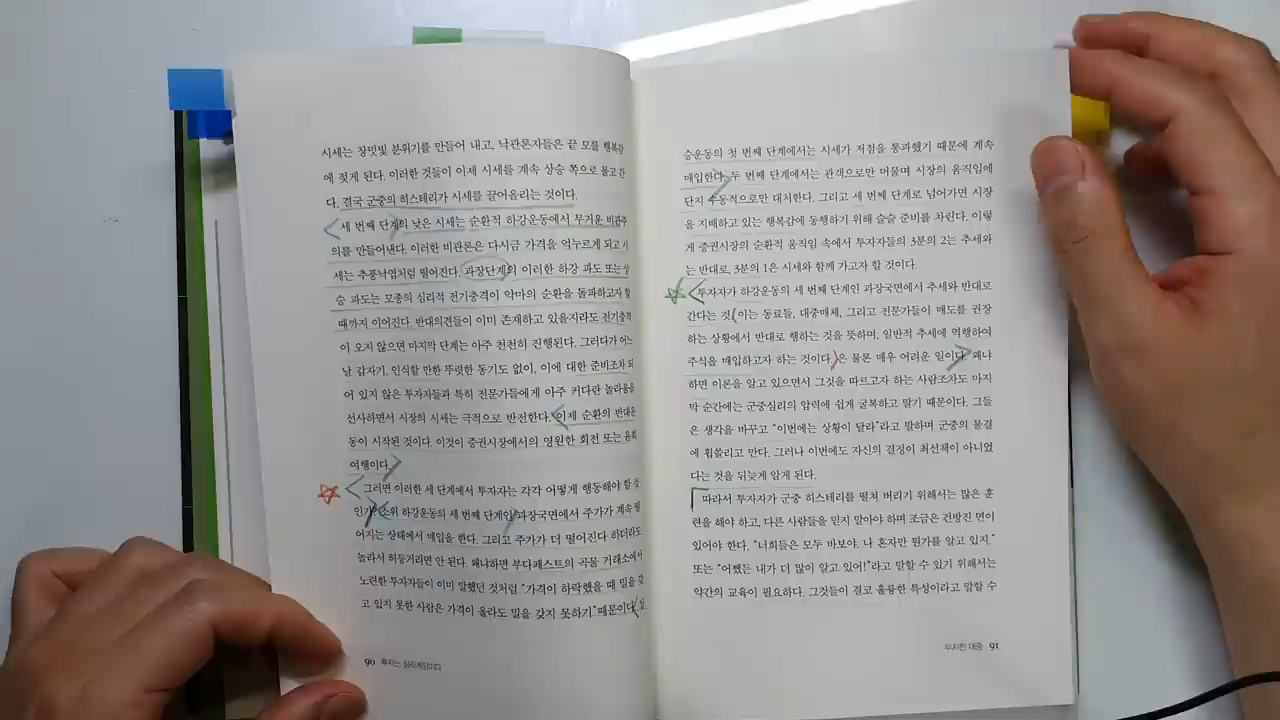 시세는 장밋빛 분위기를 만들어 내고, 낙관론자들은 끝 모를 행복감
에 젖게 된다. 이러한 것들이 이제 시세를 계속 상승 쪽으로 몰고 간
다. 결국 군중의 히스테리가 시세를 끌어올리는 것이다.
세 번째 단계의 낮은 시세는 순환적 하강운동에서 무거운 비관주
의를 만들어낸다. 이러한 비관론은 다시금 가격을 억누르게 되고 시
세는 추풍낙엽처럼 떨어진다. 과장단계의 이러한 하강 파도 또는 상
승 파도는 모종의 심리적 전기충격이 악마의 순환을 돌파하고자 할
때까지 이어진다. 반대의견들이 이미 존재하고 있을지라도 전기충격
이 오지 않으면 마지막 단계는 아주 천천히 진행된다. 그러다가 어느
날 갑자기, 인식할 만한 뚜렷한 동기도 없이, 이에 대한 준비조차 되
어 있지 않은 투자자들과 특히 전문가들에게 아주 커다란 놀라움을
선사하면서 시장의 시세는 극적으로 반전한다. 이제 순환의 반대운
동이 시작된 것이다. 이것이 증권시장에서의 영원한 회전 또는 윤회
여행이다.
그러면 이러한 세 단계에서 투자자는 각각 어떻게 행동해야 할 것
인가? 소위 하강운동의 세 번째 단계인 과장국면에서 주가가 계속 떨
어지는 상태에서 매입을 한다. 그리고 주가가 더 떨어진다 하더라도
놀라서 허둥거리면 안 된다. 왜냐하면 부다페스트의 곡물 거래소에서
노련한 투자자들이 이미 말했던 것처럼 "가격이 하락했을 때 밀을 갖
고 있지 못한 사람은 가격이 올라도 밀을 갖지 못하기" 때문이다. 상
90 투자는 심리게임이다
승운동의 첫 번째 단계에서는 시세가 저점을 통과했기 때문에 계속
매입한다. 두 번째 단계에서는 관객으로만 머물며 시장의 움직임에
단지 수동적으로만 대처한다. 그리고 세 번째 단계로 넘어가면 시장
을 지배하고 있는 행복감에 동행하기 위해 슬슬 준비를 차린다. 이렇
게 증권시장의 순환적 움직임 속에서 투자자들의 3분의 2는 추세와
는 반대로, 3분의 1은 시세와 함께 가고자 할 것이다.
투자자가 하강운동의 세 번째 단계인 과장국면에서 추세와 반대로
간다는 것(이는 동료들, 대중매체, 그리고 전문가들이 매도를 권장
하는 상황에서 반대로 행하는 것을 뜻하며, 일반적 추세에 역행하여
주식을 매입하고자 하는 것이다.)은 물론 매우 어려운 일이다. 왜냐
하면 이론을 알고 있으면서 그것을 따르고자 하는 사람조차도 마지
막 순간에는 군중심리의 압력에 쉽게 굴복하고 말기 때문이다. 그들
은 생각을 바꾸고 "이번에는 상황이 달라"라고 말하며 군중의 물결
에 휩쓸리고 만다. 그러나 이번에도 자신의 결정이 최선책이 아니었
다는 것을 뒤늦게 알게 된다.
따라서 투자자가 군중 히스테리를 떨쳐 버리기 위해서는 많은 훈
련을 해야 하고, 다른 사람들을 믿지 말아야 하며 조금은 건방진 면이
있어야 한다. "너희들은 모두 바보야. 나 혼자만 뭔가를 알고 있지."
또는 "어쨌든 내가 더 많이 알고 있어!"라고 말할 수 있기 위해서는
약간의 교육이 필요하다. 그것들이 결코 훌륭한 특성이라고 말할 수
무지한 대중 91